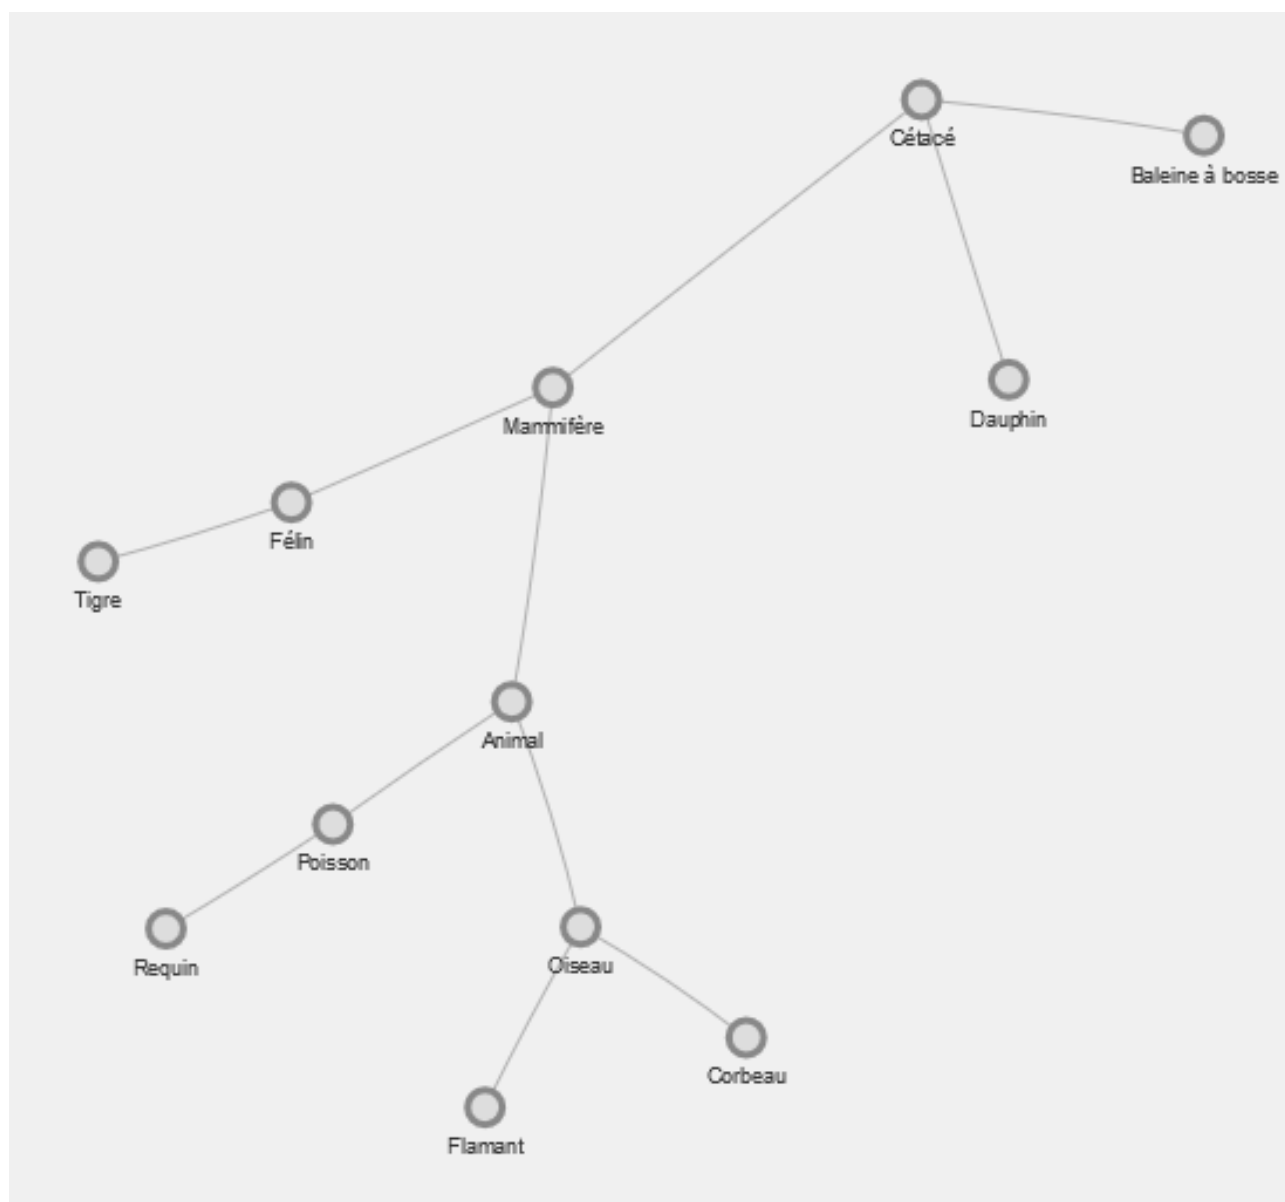 Cétacé
Baleine à bosse
Dauphin
Mammifère
Félin
Tigre
Animal
Poisson
Requin
Oiseau
Corbeau
Flamant